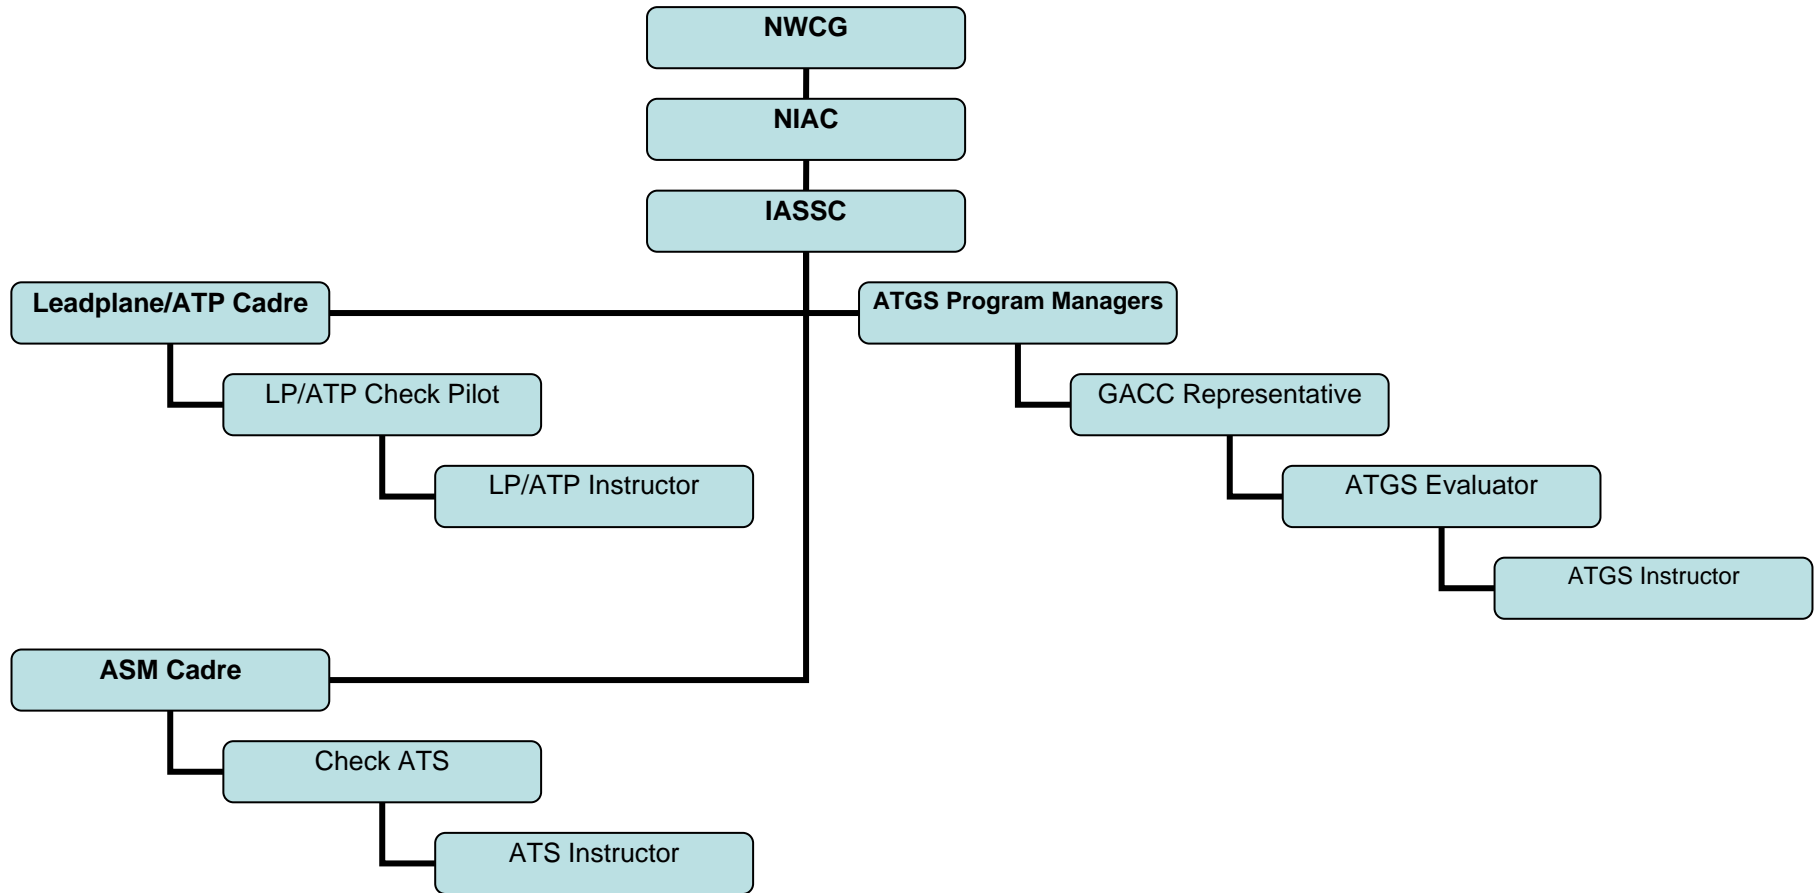 NWCG
NIAC
IASSC
Leadplane/ATP Cadre
ATGS Program Managers
LP/ATP Check Pilot
GACC Representative
LP/ATP Instructor
ATGS Evaluator
ATGS Instructor
ASM Cadre
Check ATS
ATS Instructor